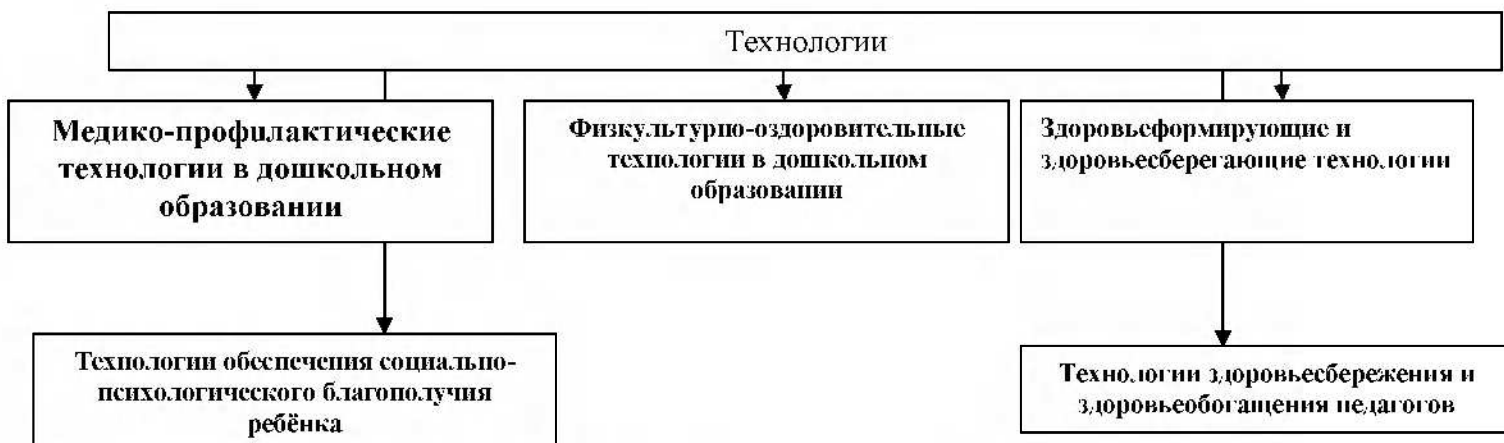 Технологии
Медико-профилактические
технологии в дошкольном
образовании
Физкультурно-оздоровительные
технологии в дошкольном
образовании
Здоровьеформирующие и
здоровьесберегающие технологии
Технологии обеспечения социально-
психологического благополучия
ребёнка
Технологии здоровьесбережения и
здоровьеобогащения педагогов